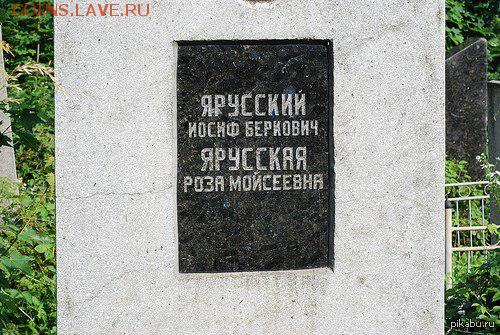 COINS.LAVE.RU
ЯРУССКИЙ
ИОСИФ БЕРКОВИЧ
ЯРУССКАЯ
РОЗА МОЙСЕЕВНА
pikabu.ru